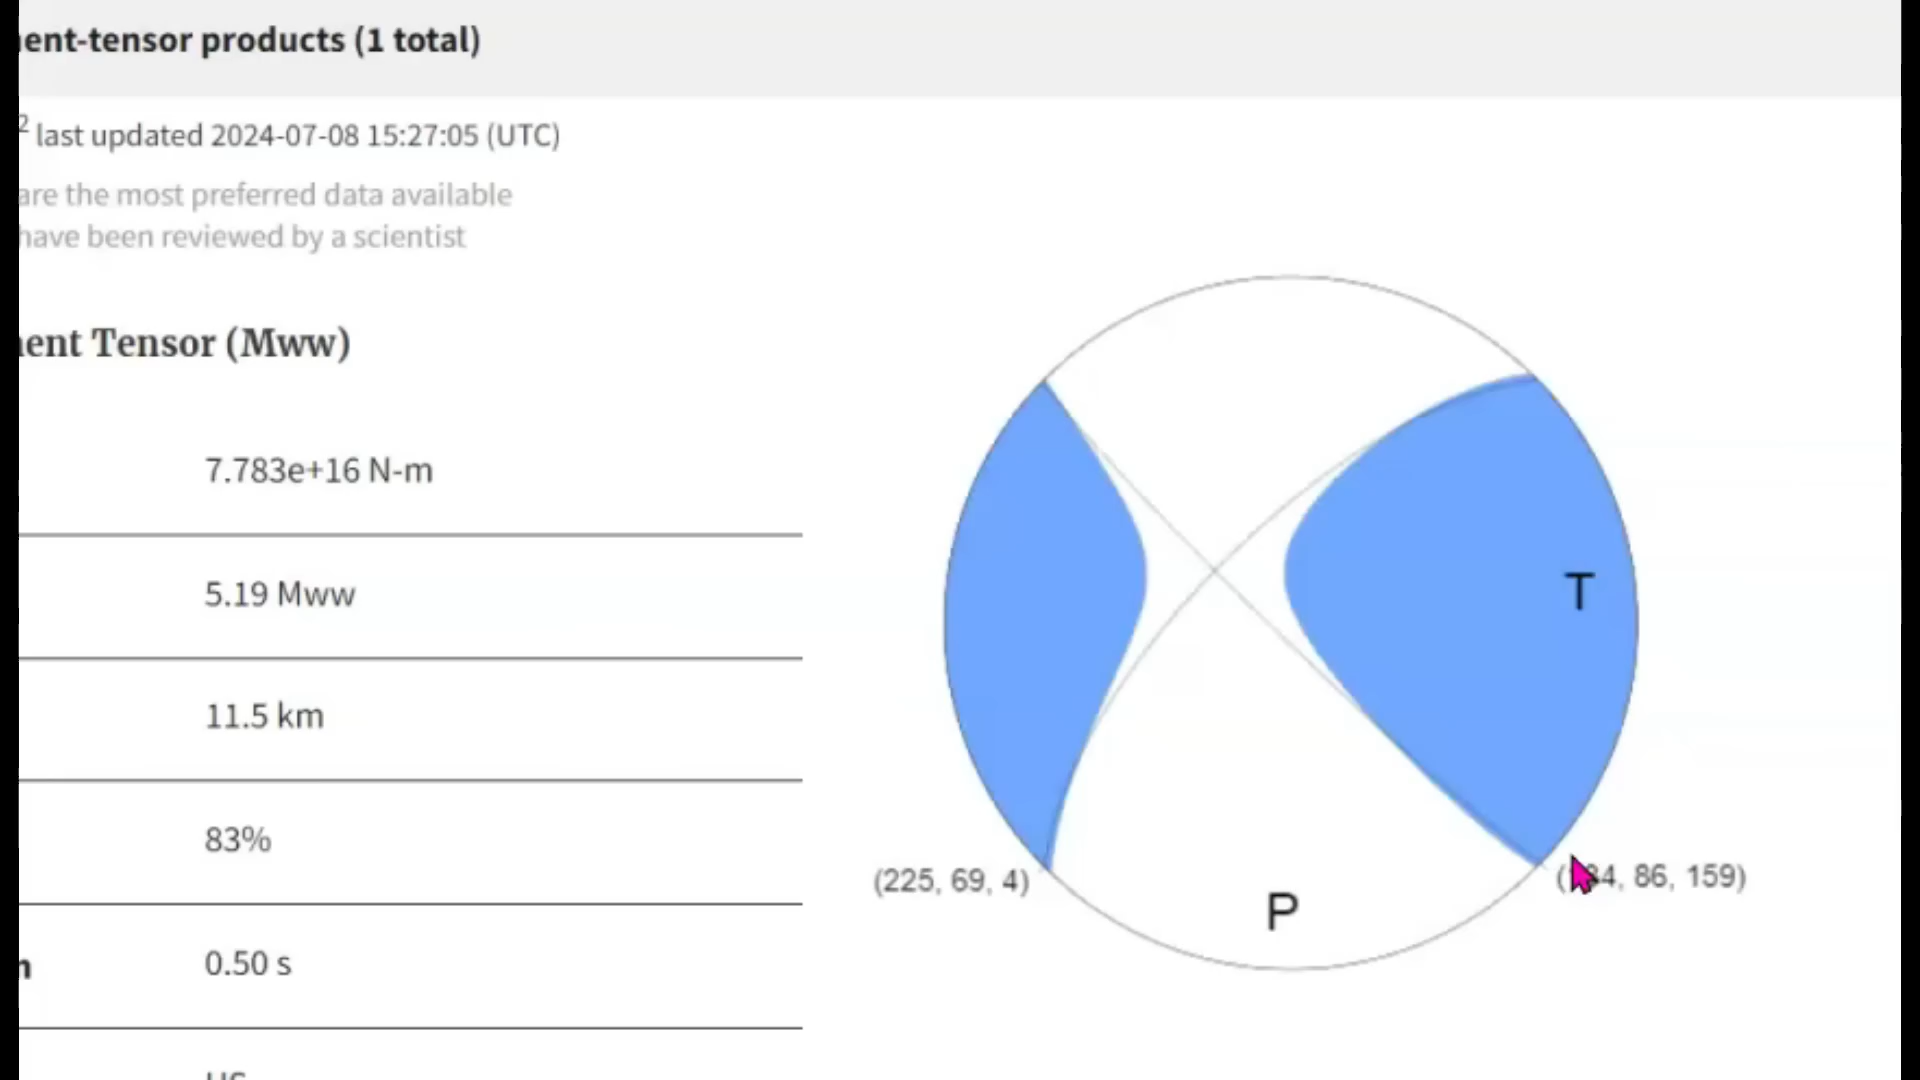 ent-tensor products (1 total)
2 last updated 2024-07-08 15:27:05 (UTC)
are the most preferred data available
have been reviewed by a scientist
ent Tensor (Mww)
7.783e+16 N-m
5.19 Mww
11.5 km
83%
0.50 s
T
P
(225, 69, 4)
86, 159)